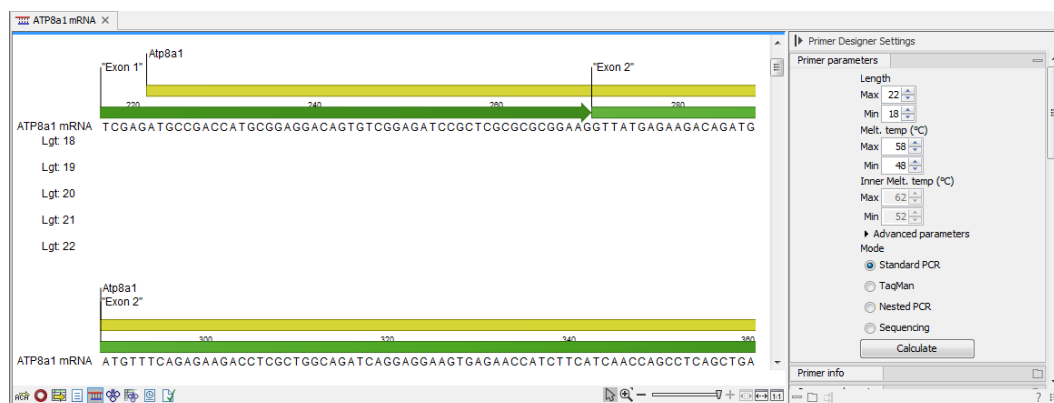 ATP8a1 mRNA
Primer Designer Settings
Primer parameters
Length
Max 22
Min 18
Melt. temp (°C)
Max 58
Min 48
Inner Melt. temp (°C)
Max 62
Min 52
Advanced parameters
Mode
Standard PCR
TaqMan
Nested PCR
Sequencing
Calculate
Primer info
Atp8a1
"Exon 1" "Exon 2"
220 240 260 280
ATP8a1 mRNA TCGAGATGCCGACCATGCGGAGGACAGTGTCGGAGATCCGCTCGCGCGCGGAAGGTTATGAGAAGACAGATG
Lgt: 18
Lgt: 19
Lgt: 20
Lgt: 21
Lgt: 22
Atp8a1
"Exon 2"
300 320 340 360
ATP8a1 mRNA ATGTTTCAGAGAAGACCTCGCTGGCAGATCAGGAGGAAGTGAGAACCATCTTCATCAACCAGCCTCAGCTGA
1:1
?